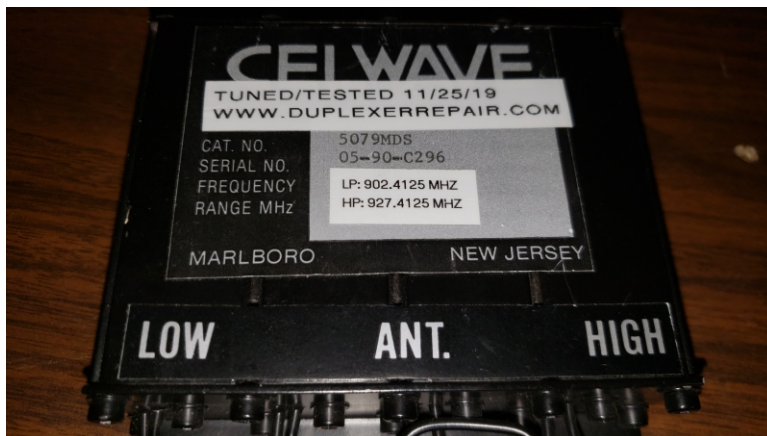 CELWAVE
TUNED/TESTED 11/25/19
WWW.DUPLEXERREPAIR.COM
CAT. NO. 5079MDS
SERIAL NO. 05-90-C296
FREQUENCY LP: 902.4125 MHZ
RANGE MHz HP: 927.4125 MHZ
MARLBORO NEW JERSEY
LOW ANT. HIGH